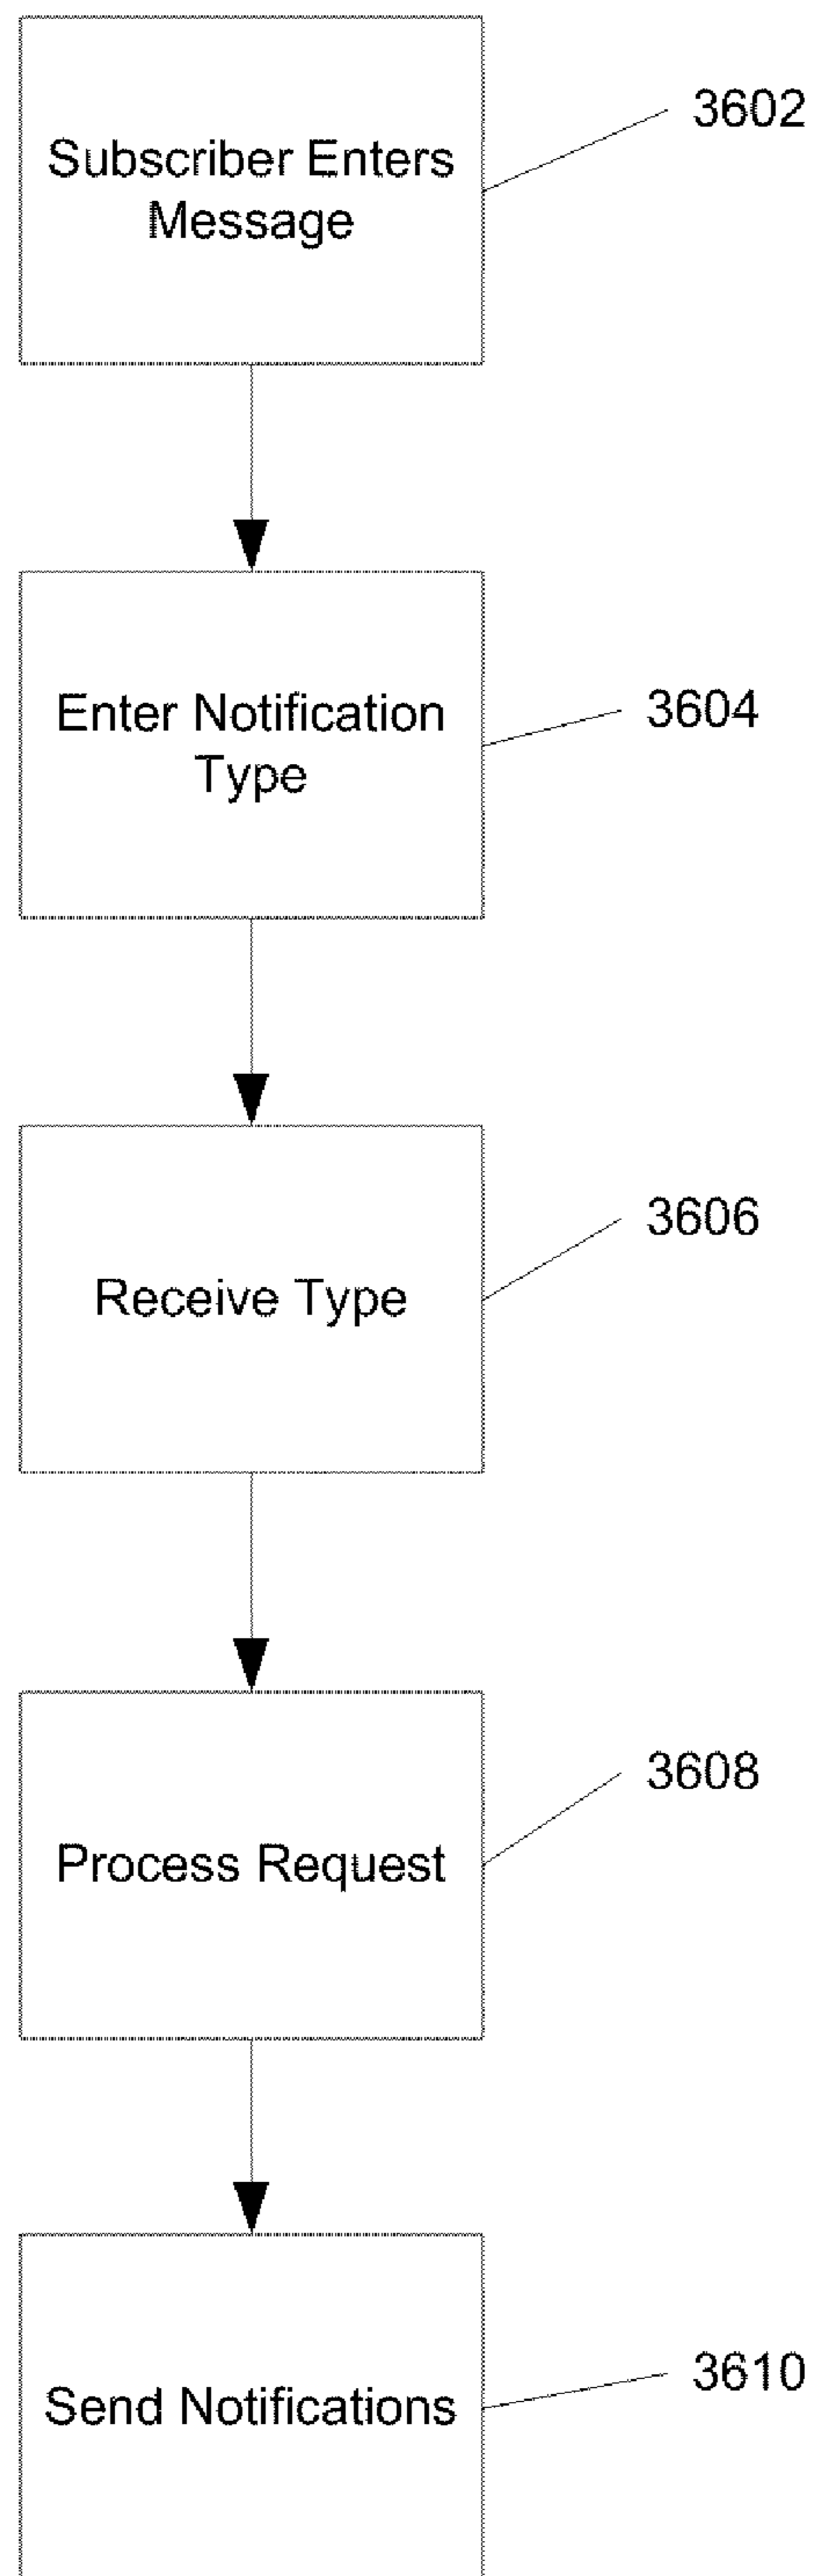 Subscriber Enters
Message
3602
Enter Notification
Type
3604
Receive Type
3606
Process Request
3608
Send Notifications
3610